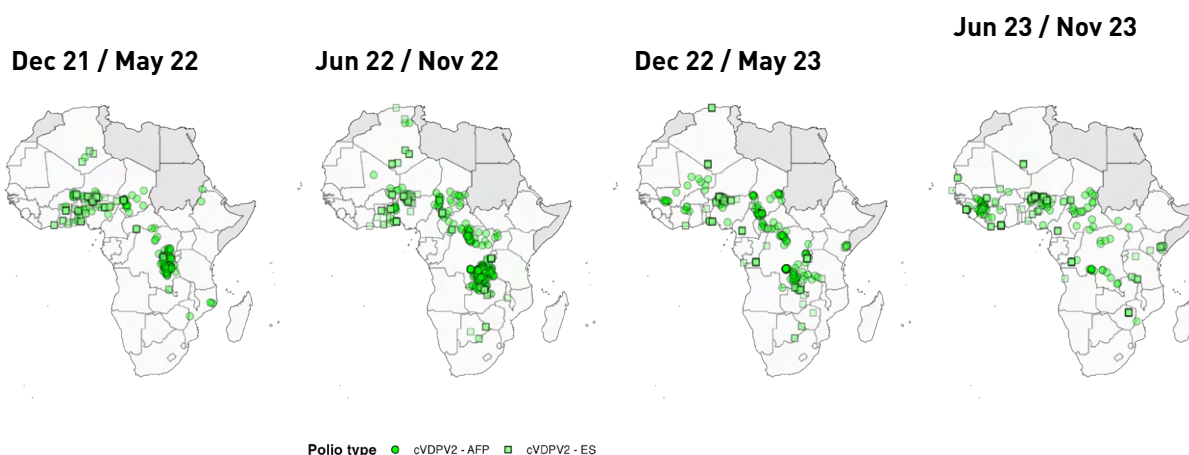 Jun 23 / Nov 23
Dec 21 / May 22
Jun 22 / Nov 22
Dec 22 / May 23
Polio type cVDPV2 - AFP cVDPV2 - ES